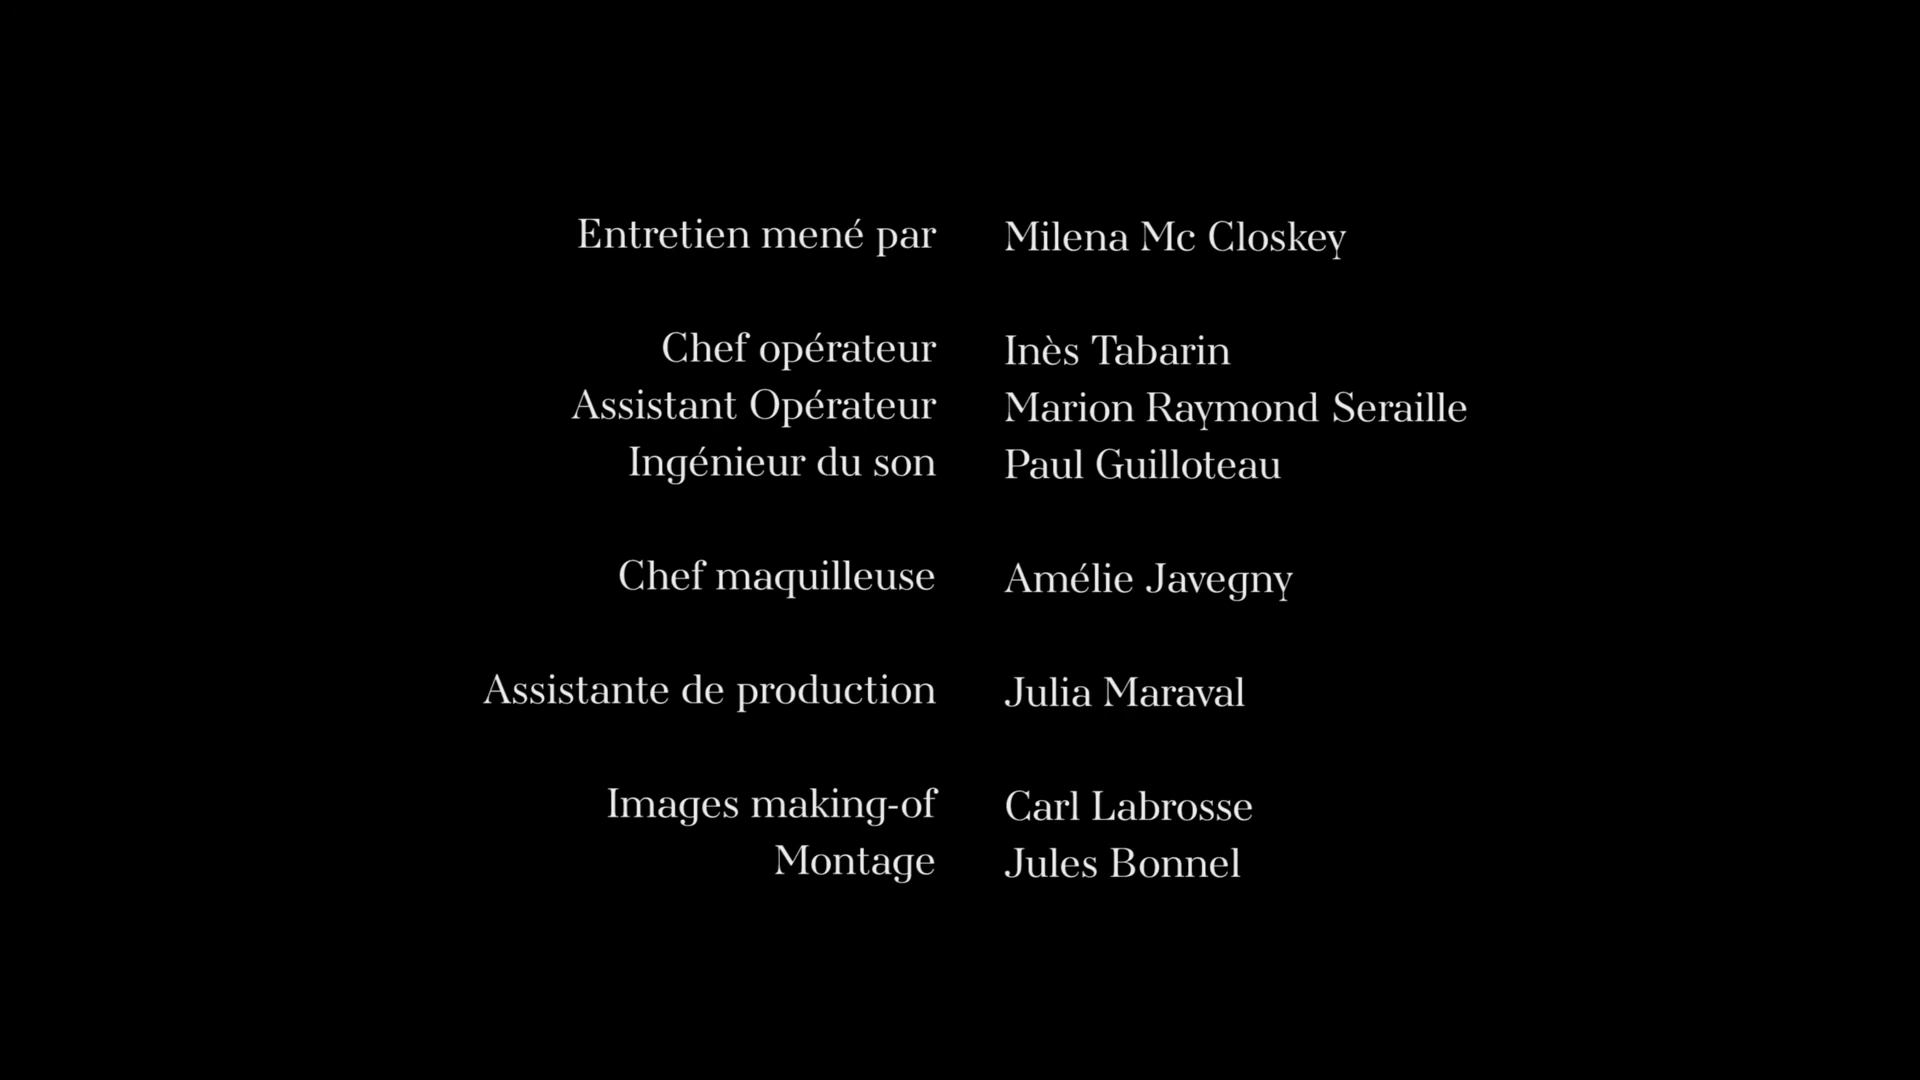 Entretien mené par Milena Mc Closkey
Chef opérateur Inès Tabarin
Assistant Opérateur Marion Raymond Seraille
Ingénieur du son Paul Guilloteau
Chef maquilleuse Amélie Javegny
Assistante de production Julia Maraval
Images making-of Carl Labrosse
Montage Jules Bonnel